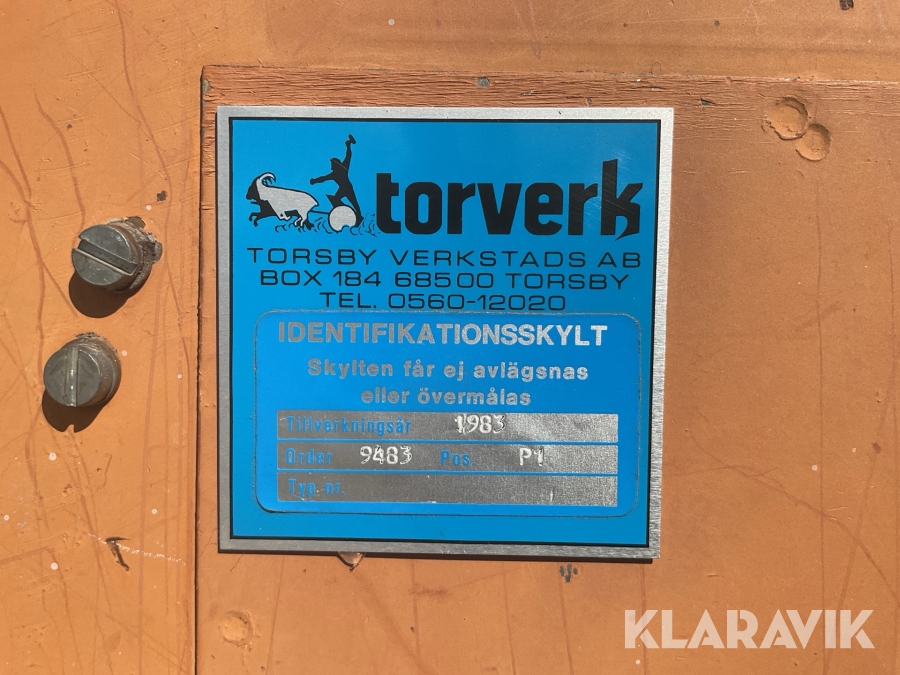 torverk
TORSBY VERKSTADS AB
BOX 184 68500 TORSBY
TEL. 0560-12020
IDENTIFIKATIONSSKYLT
Skylten får ej avlägsnas
eller övermålas
Tillverkningsår 1983
Order 9483 Pos. P1
Typ-nr.
KLARAVIK